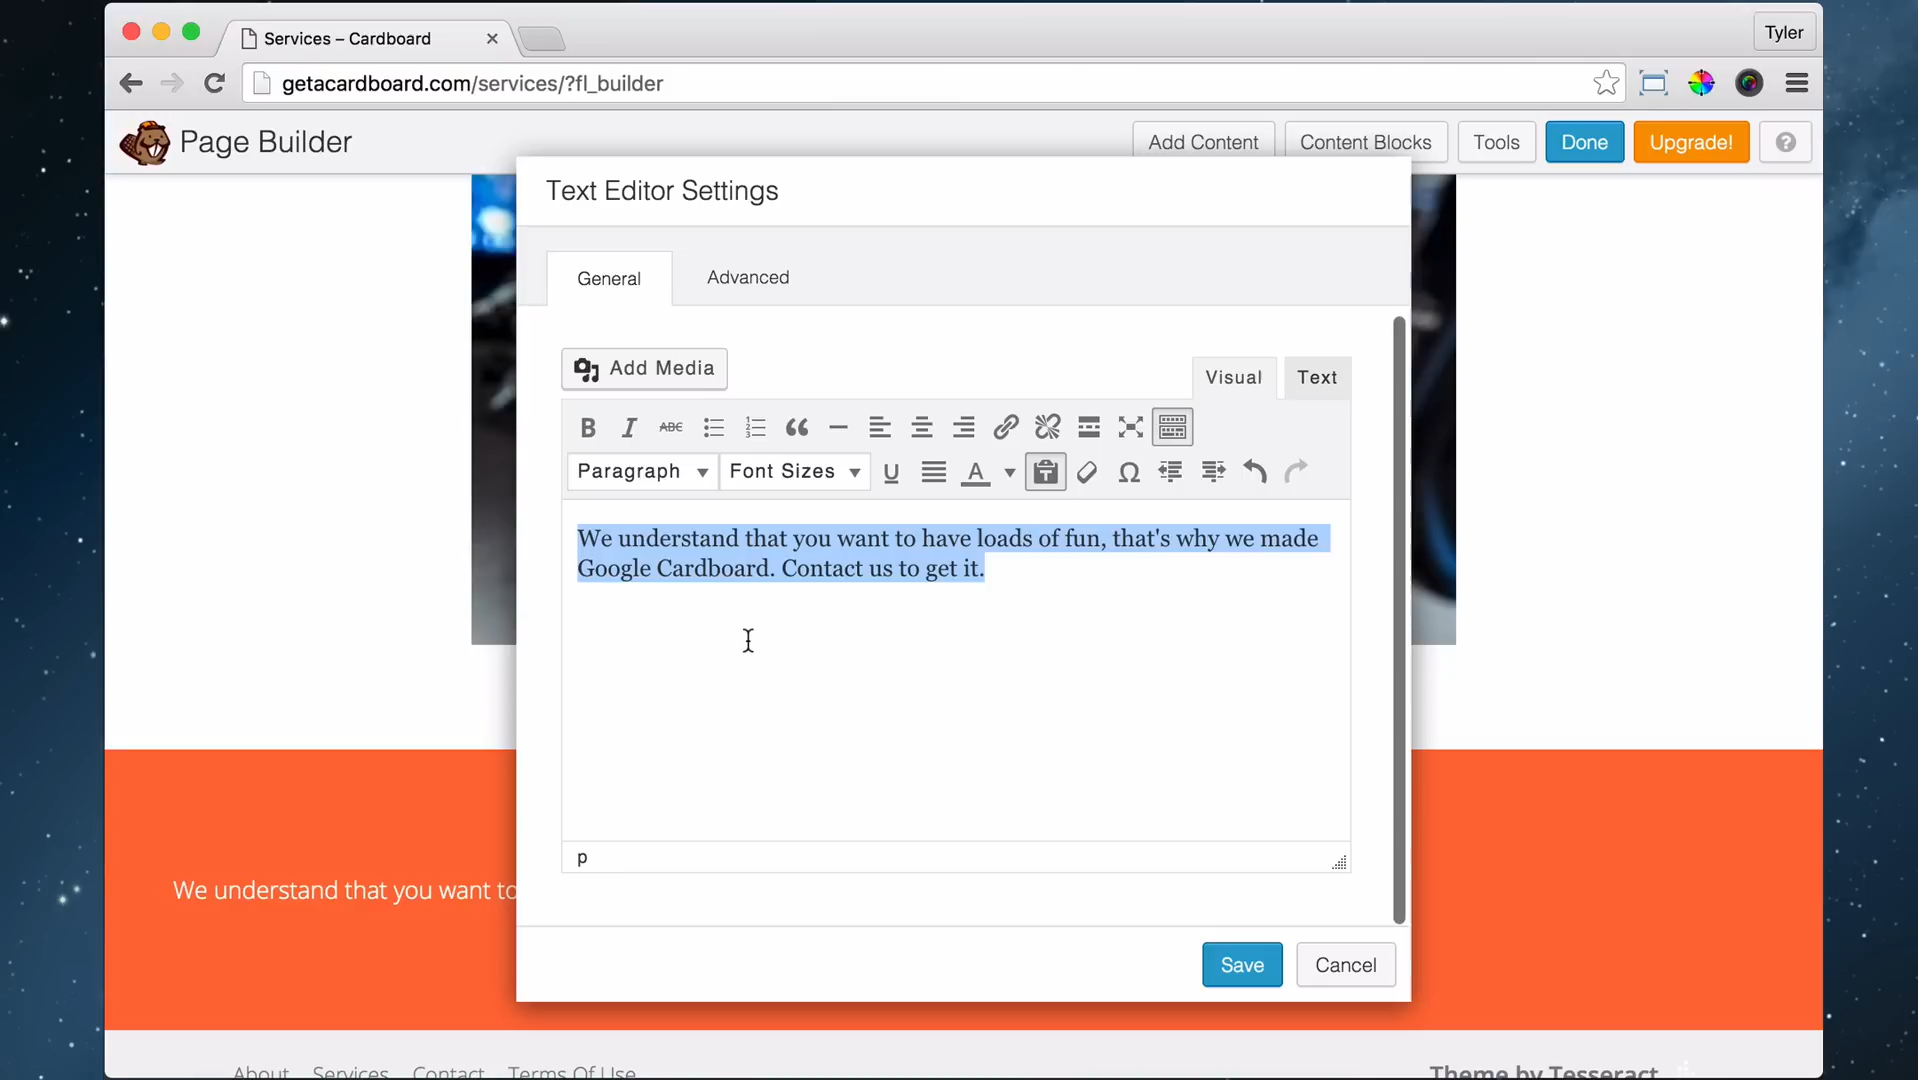 Services – Cardboard
Tyler
getacardboard.com/services/?fl_builder
Page Builder
Add Content
Content Blocks
Tools
Done
Upgrade!
?
Text Editor Settings
General
Advanced
Add Media
Visual
Text
B
I
ABC
Paragraph
Font Sizes
U
A
Ω
We understand that you want to have loads of fun, that's why we made
Google Cardboard. Contact us to get it.
p
We understand that you want to
Save
Cancel
About
Services
Contact
Terms Of Use
Theme by Tesseract